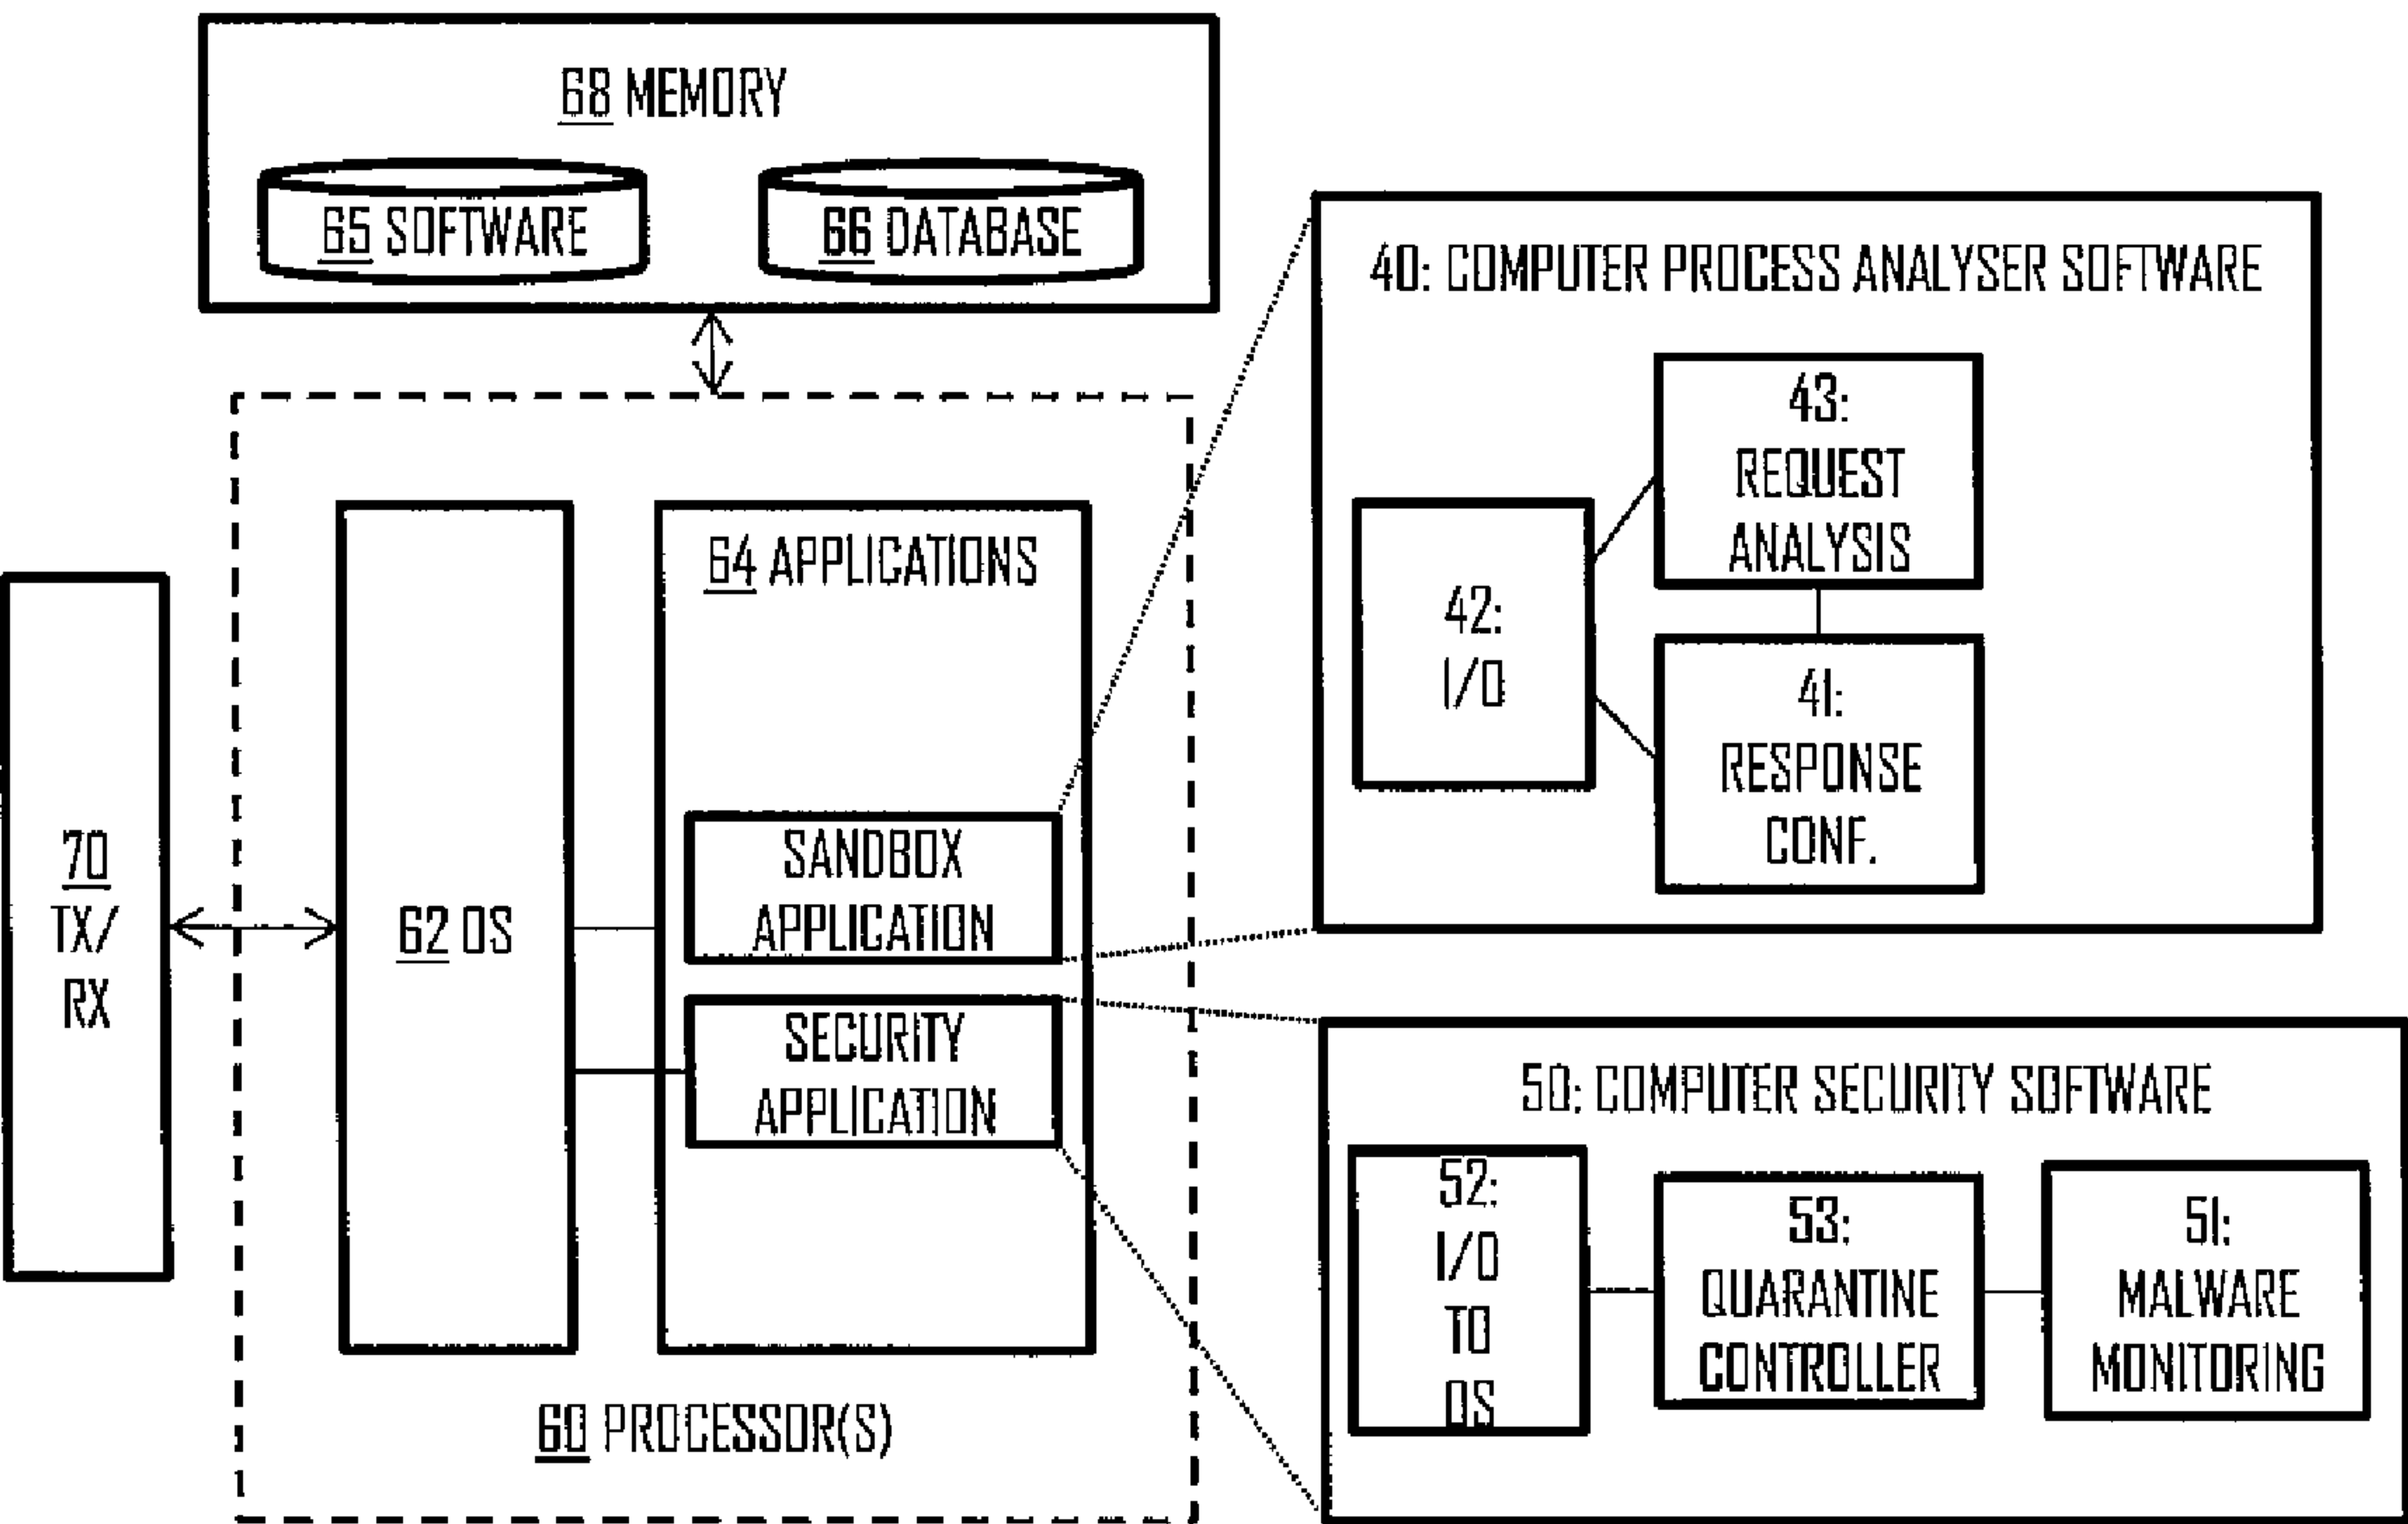 68 MEMORY
65 SOFTWARE
66 DATABASE
40: COMPUTER PROCESS ANALYSER SOFTWARE
43:
REQUEST
ANALYSIS
42:
I/O
41:
RESPONSE
CONF.
70
TX/
RX
62 OS
64 APPLICATIONS
SANDBOX
APPLICATION
SECURITY
APPLICATION
60 PROCESSOR(S)
50: COMPUTER SECURITY SOFTWARE
52:
I/O
TO
OS
53:
QUARANTINE
CONTROLLER
51:
MALWARE
MONITORING